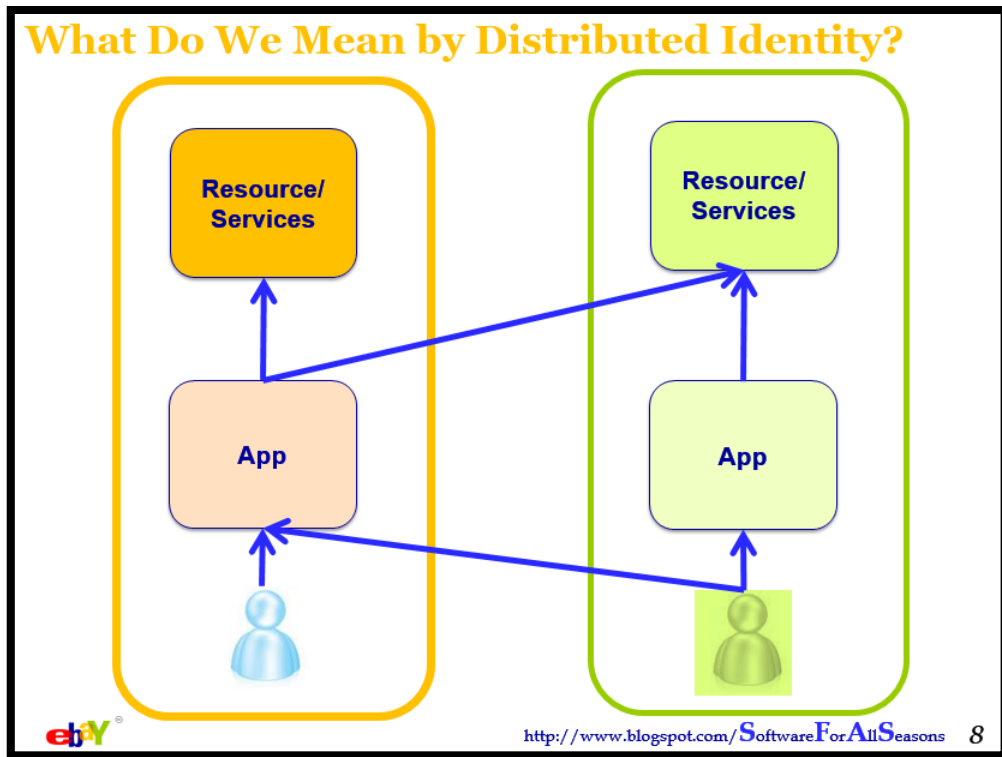 What Do We Mean by Distributed Identity?
Resource/
Services
Resource/
Services
App
App
ebaY®
http://www.blogspot.com/SoftwareForAllSeasons
8